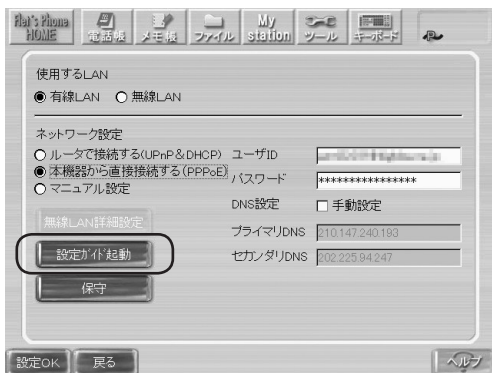 Flat's Phone HOME
電話帳
メモ帳
ファイル
My station
ツール
キーボード
使用するLAN
有線LAN 無線LAN
ネットワーク設定
ルータで接続する(UPnP&DHCP) ユーザID
本機器から直接接続する(PPPoE) パスワード ****************
マニュアル設定
DNS設定 手動設定
無線LAN詳細設定
プライマリDNS 210.147.240.193
設定ガイド起動
セカンダリDNS 202.225.94.247
保守
設定OK 戻る ヘルプ